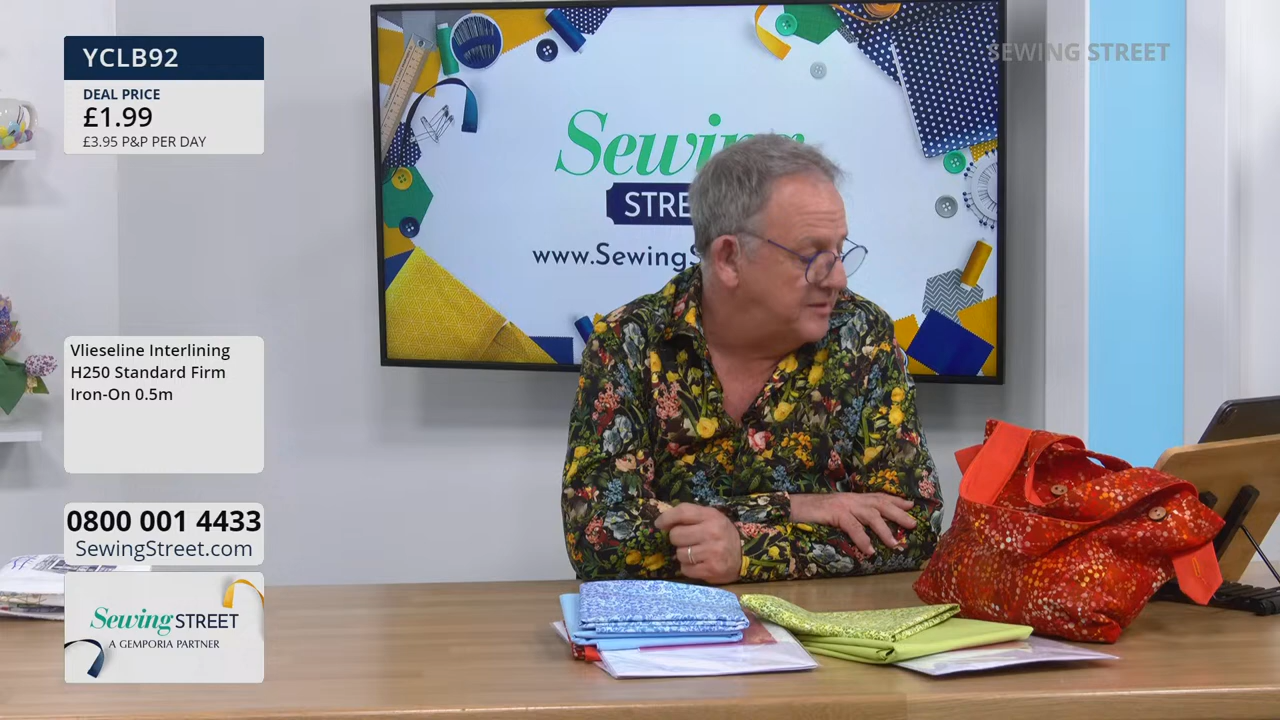 YCLB92
DEAL PRICE
£1.99
£3.95 P&P PER DAY
Vlieseline Interlining
H250 Standard Firm
Iron-On 0.5m
0800 001 4433
SewingStreet.com
Sewing STREET
A GEMPORIA PARTNER
SEWING STREET